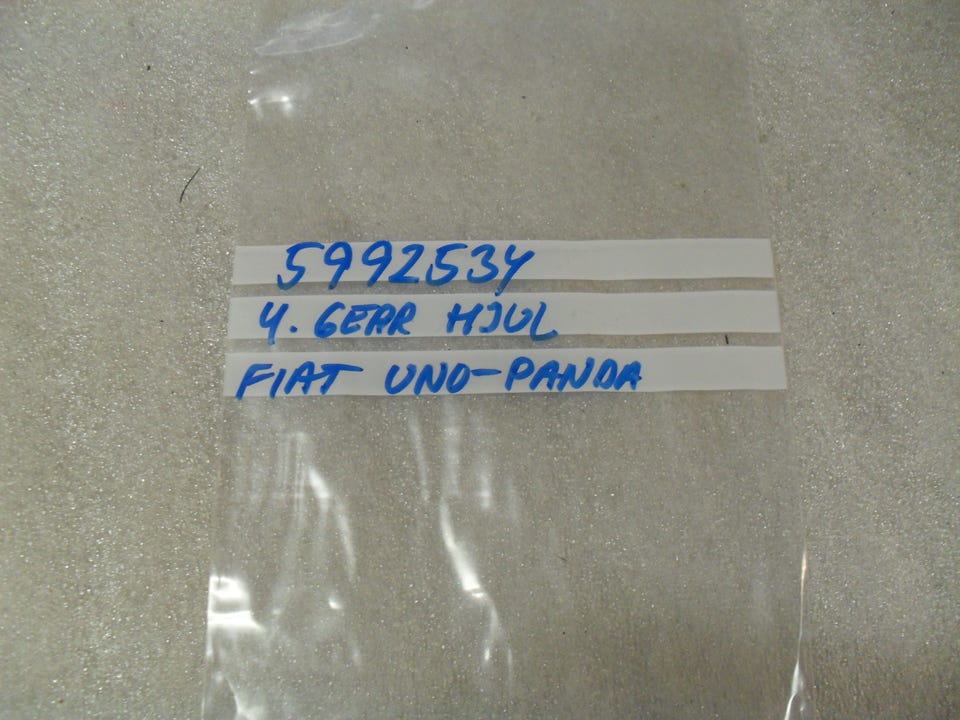 5992534
4. GEAR HJUL
FIAT UNO-PANDA